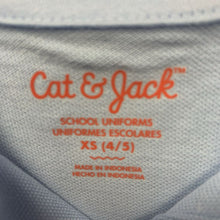 Cat & Jack™
SCHOOL UNIFORMS
UNIFORMES ESCOLARES
XS (4/5)
MADE IN INDONESIA
HECHO EN INDONESIA